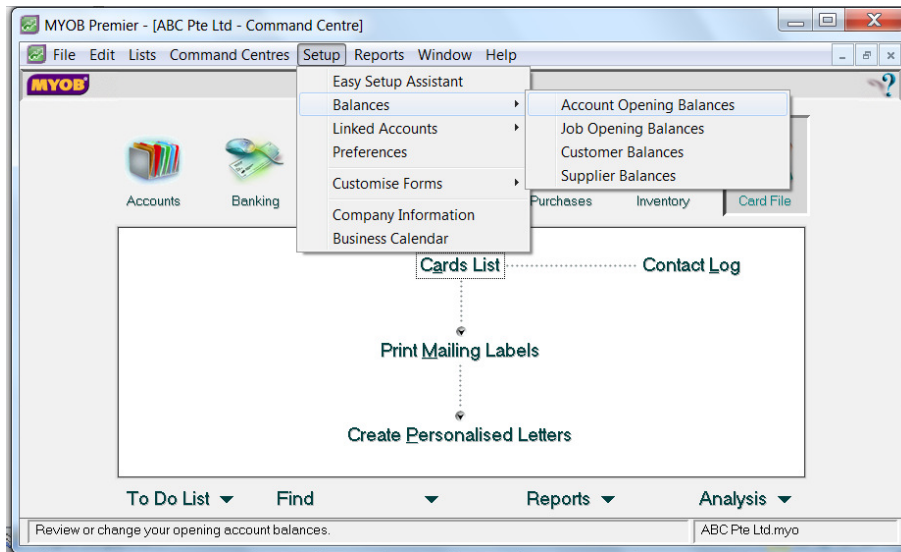 MYOB Premier - [ABC Pte Ltd - Command Centre]
File Edit Lists Command Centres Setup Reports Window Help
MYOB
Easy Setup Assistant
Balances
Linked Accounts
Preferences
Customise Forms
Company Information
Business Calendar
Account Opening Balances
Job Opening Balances
Customer Balances
Supplier Balances
Accounts Banking Purchases Inventory Card File
Cards List Contact Log
Print Mailing Labels
Create Personalised Letters
To Do List Find Reports Analysis
Review or change your opening account balances. ABC Pte Ltd.myo